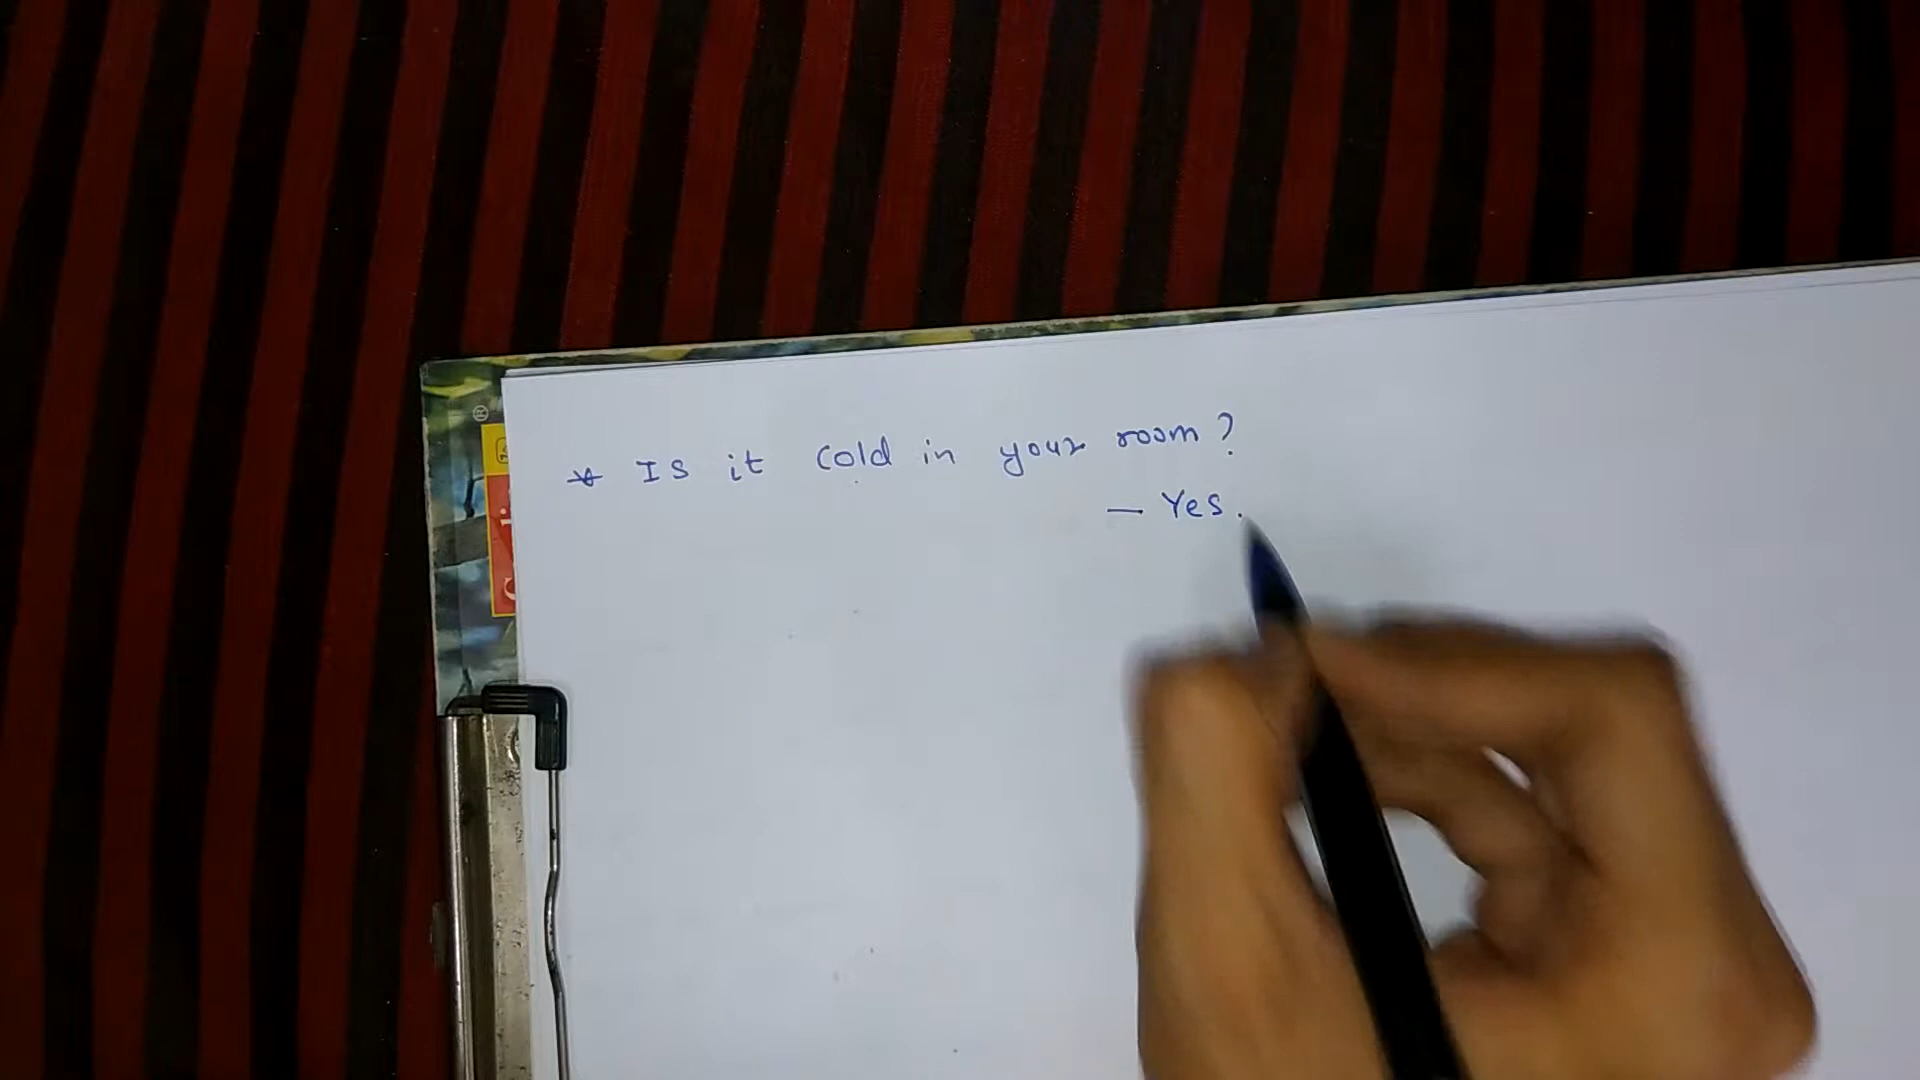 * Is it cold in your room?
— Yes.